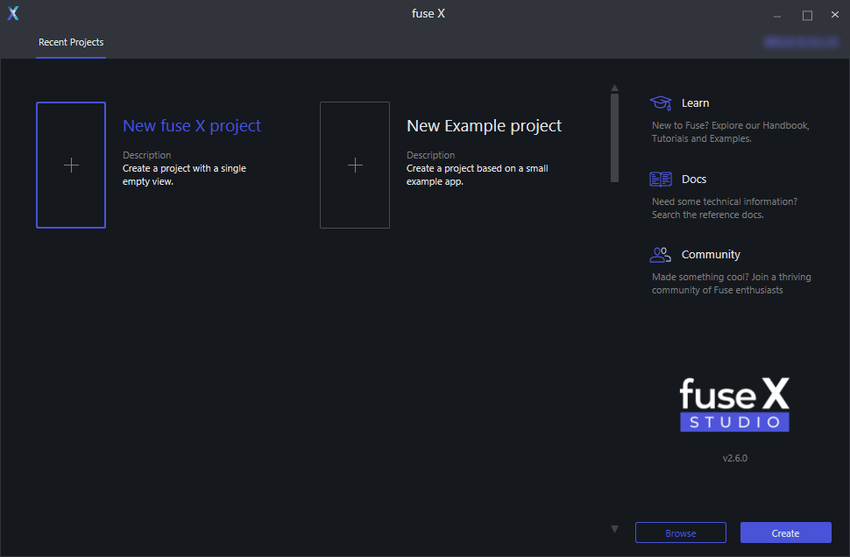 fuse X
Recent Projects
New fuse X project
Description
Create a project with a single
empty view.
New Example project
Description
Create a project based on a small
example app.
Learn
New to Fuse? Explore our Handbook,
Tutorials and Examples.
Docs
Need some technical information?
Search the reference docs.
Community
Made something cool? Join a thriving
community of Fuse enthusiasts
fuse X
STUDIO
v2.6.0
Browse
Create